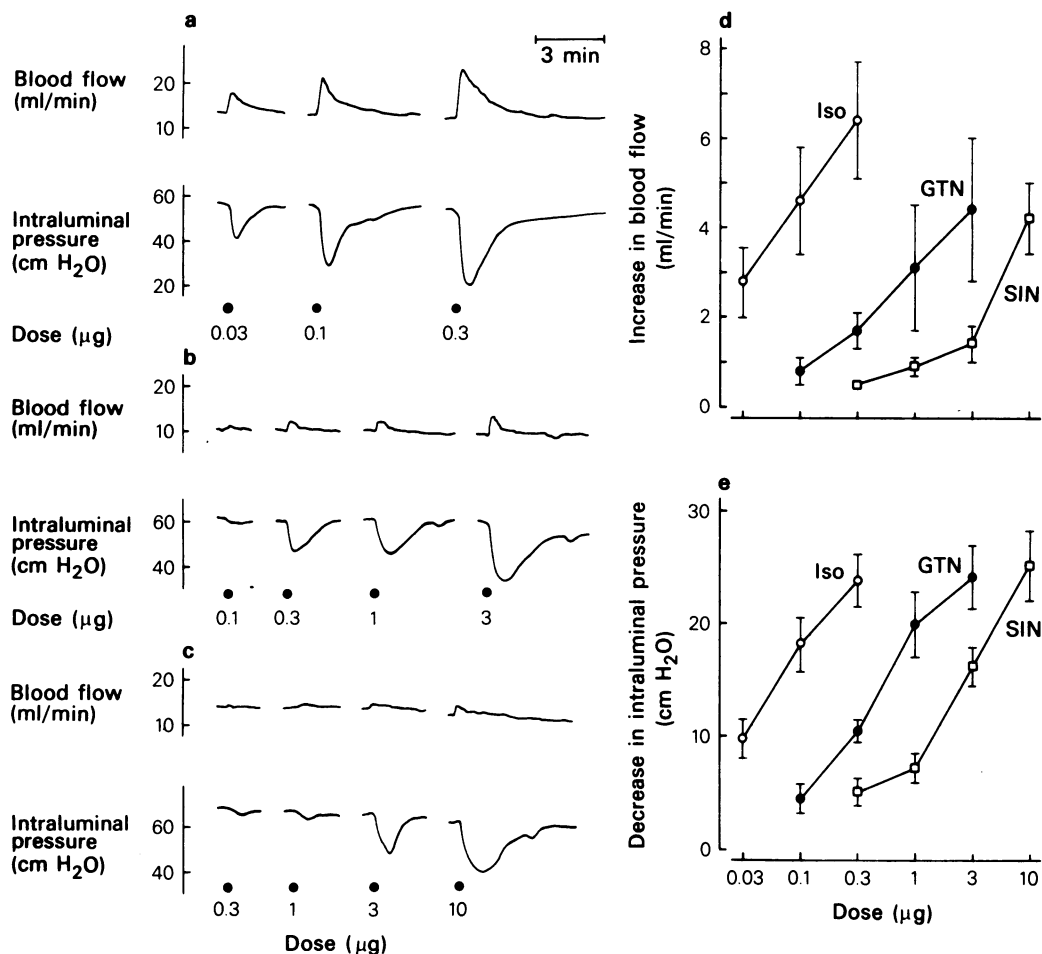 a
3 min
Blood flow
(ml/min)
20
10
Intraluminal
pressure
(cm H2O)
60
40
20
Dose (μg)
0.03
0.1
0.3
b
Blood flow
(ml/min)
20
10
Intraluminal
pressure
(cm H2O)
60
40
Dose (μg)
0.1
0.3
1
3
c
Blood flow
(ml/min)
20
10
Intraluminal
pressure
(cm H2O)
60
40
0.3
1
3
10
Dose (μg)
d
Increase in blood flow
(ml/min)
8
6
4
2
0
Iso
GTN
SIN
e
Decrease in intraluminal pressure
(cm H2O)
30
20
10
0
Iso
GTN
SIN
0.03
0.1
0.3
1
3
10
Dose (μg)